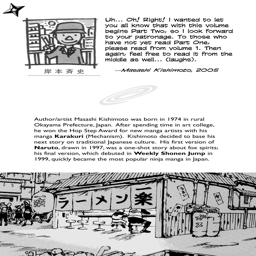 Uh... Oh! Right! I wanted to let
you all know that with this volume
begins Part Two; so I look forward
to your patronage. To those who
have not yet read Part One,
please read from volume 1. Then
again, feel free to read it from the
middle as well... (laughs).
—Masashi Kishimoto, 2005
岸本斉史
Author/artist Masashi Kishimoto was born in 1974 in rural
Okayama Prefecture, Japan. After spending time in art college,
he won the Hop Step Award for new manga artists with his
manga Karakuri (Mechanism). Kishimoto decided to base his
next story on traditional Japanese culture. His first version of
Naruto, drawn in 1997, was a one-shot story about fox spirits;
his final version, which debuted in Weekly Shonen Jump in
1999, quickly became the most popular ninja manga in Japan.
ラーメン
楽